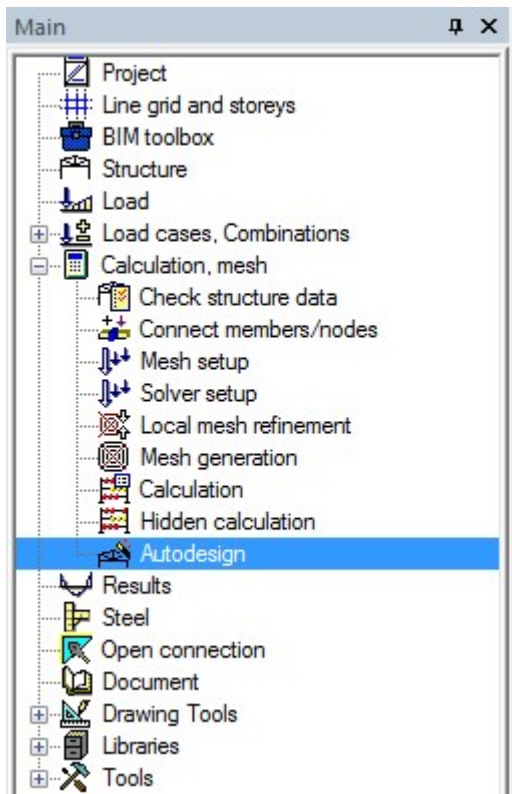 Main
Project
Line grid and storeys
BIM toolbox
Structure
Load
Load cases, Combinations
Calculation, mesh
Check structure data
Connect members/nodes
Mesh setup
Solver setup
Local mesh refinement
Mesh generation
Calculation
Hidden calculation
Autodesign
Results
Steel
Open connection
Document
Drawing Tools
Libraries
Tools